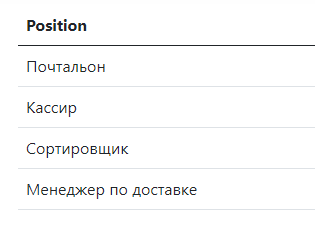 Position
Почтальон
Кассир
Сортировщик
Менеджер по доставке